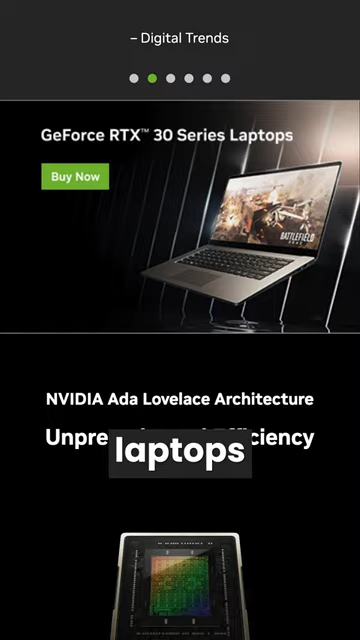 – Digital Trends
GeForce RTX™ 30 Series Laptops
Buy Now
BATTLEFIELD
NVIDIA Ada Lovelace Architecture
laptops